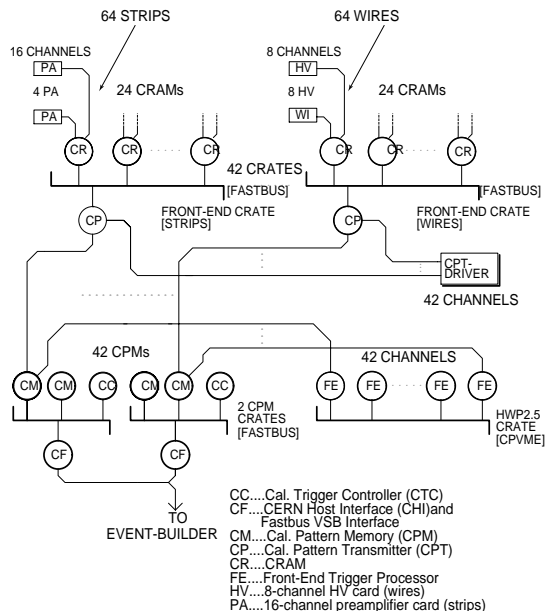 64 STRIPS
64 WIRES
16 CHANNELS
8 CHANNELS
PA
HV
4 PA
24 CRAMs
8 HV
24 CRAMs
PA
WI
CR
CR
CR
CR
CR
CR
42 CRATES
[FASTBUS]
[FASTBUS]
FRONT-END CRATE
[STRIPS]
FRONT-END CRATE
[WIRES]
CP
CP
CPT-
DRIVER
42 CHANNELS
42 CPMs
42 CHANNELS
CM
CM
CC
CM
CM
CC
FE
FE
FE
FE
2 CPM
CRATES
[FASTBUS]
HWP2.5
CRATE
[CPVME]
CF
CF
TO
EVENT-BUILDER
CC....Cal. Trigger Controller (CTC)
CF....CERN Host Interface (CHI)and
Fastbus VSB Interface
CM....Cal. Pattern Memory (CPM)
CP....Cal. Pattern Transmitter (CPT)
CR....CRAM
FE....Front-End Trigger Processor
HV....8-channel HV card (wires)
PA....16-channel preamplifier card (strips)